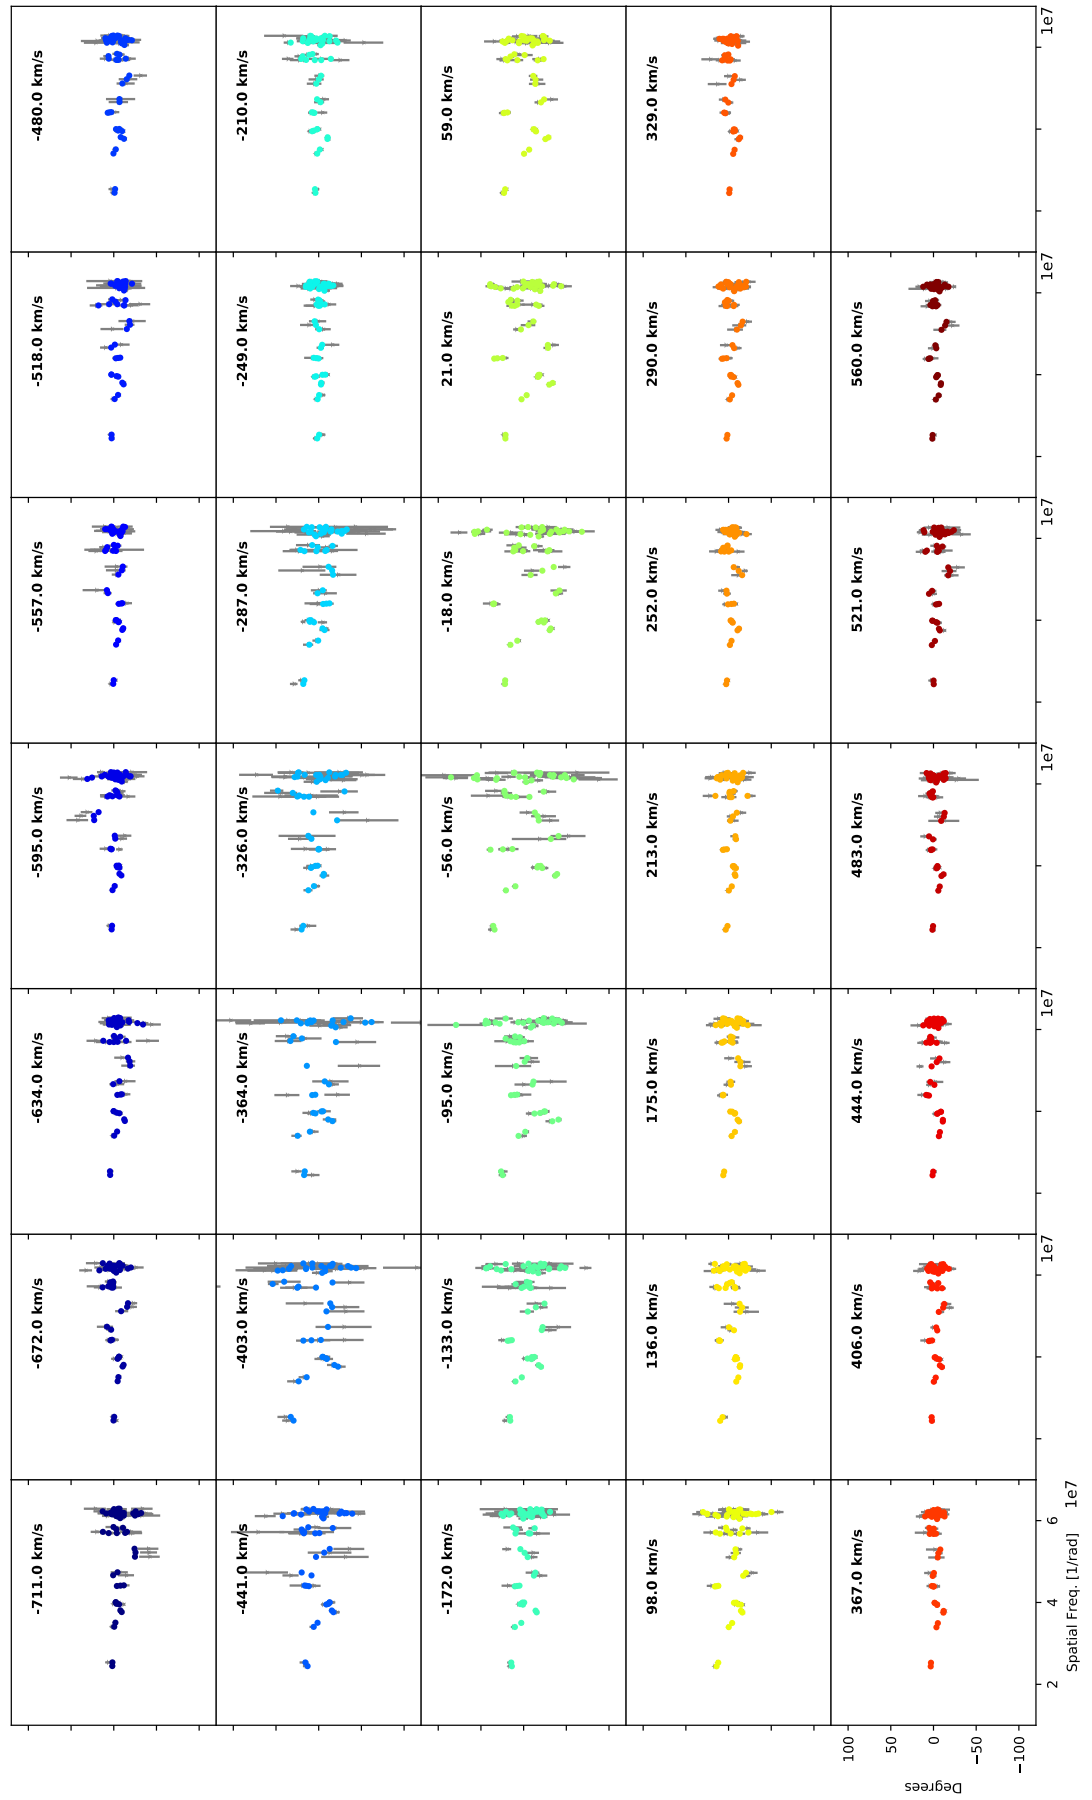 -711.0 km/s
-672.0 km/s
-634.0 km/s
-595.0 km/s
-557.0 km/s
-518.0 km/s
-480.0 km/s
-441.0 km/s
-403.0 km/s
-364.0 km/s
-326.0 km/s
-287.0 km/s
-249.0 km/s
-210.0 km/s
-172.0 km/s
-133.0 km/s
-95.0 km/s
-56.0 km/s
-18.0 km/s
21.0 km/s
59.0 km/s
98.0 km/s
136.0 km/s
175.0 km/s
213.0 km/s
252.0 km/s
290.0 km/s
329.0 km/s
367.0 km/s
406.0 km/s
444.0 km/s
483.0 km/s
521.0 km/s
560.0 km/s
100
50
0
−50
−100
Degrees
2
4
6
1e7
1e7
1e7
1e7
1e7
1e7
1e7
Spatial Freq. [1/rad]